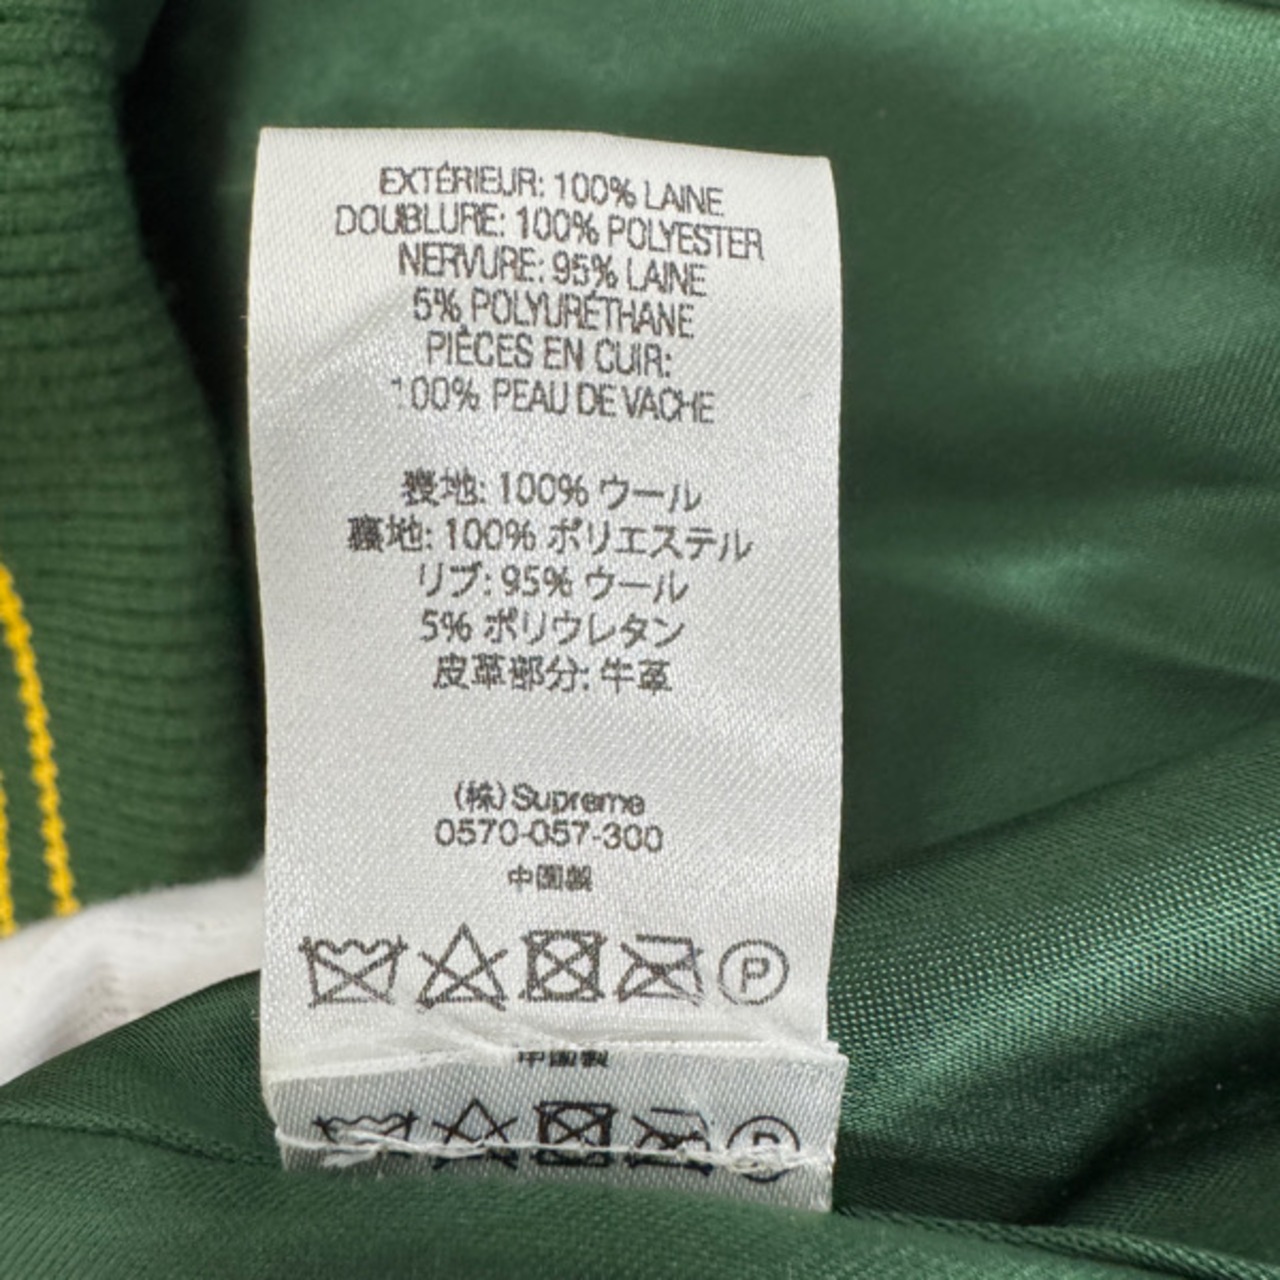 EXTÉRIEUR: 100% LAINE
DOUBLURE: 100% POLYESTER
NERVURE: 95% LAINE
5% POLYURÉTHANE
PIÈCES EN CUIR:
100% PEAU DE VACHE
表地: 100% ウール
裏地: 100% ポリエステル
リブ: 95% ウール
5% ポリウレタン
皮革部分: 牛革
(株) Supreme
0570-057-300
中国製
P
中国製
P